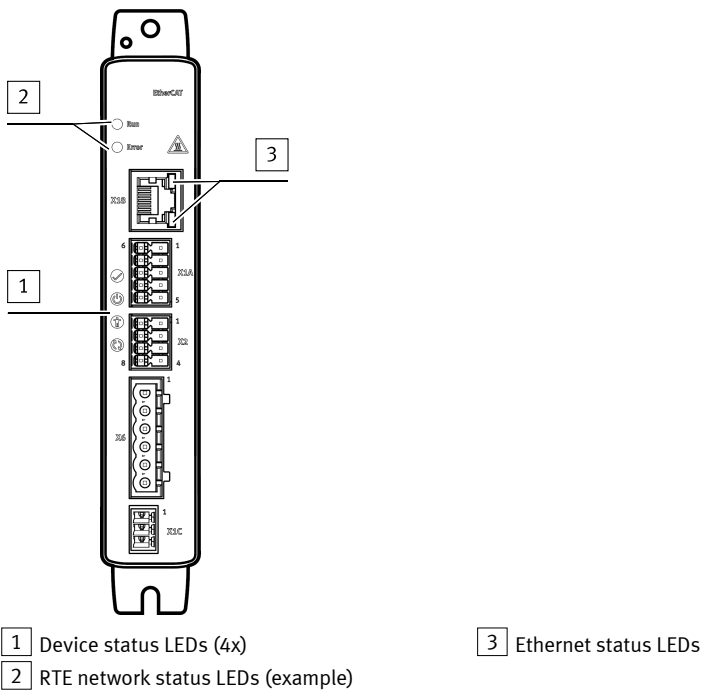 EtherCAT
2
Run
Error
3
X1B
6 1
X1A
1
5
1
X2
8 4
1
X6
1
X1C
1 Device status LEDs (4x)
3 Ethernet status LEDs
2 RTE network status LEDs (example)